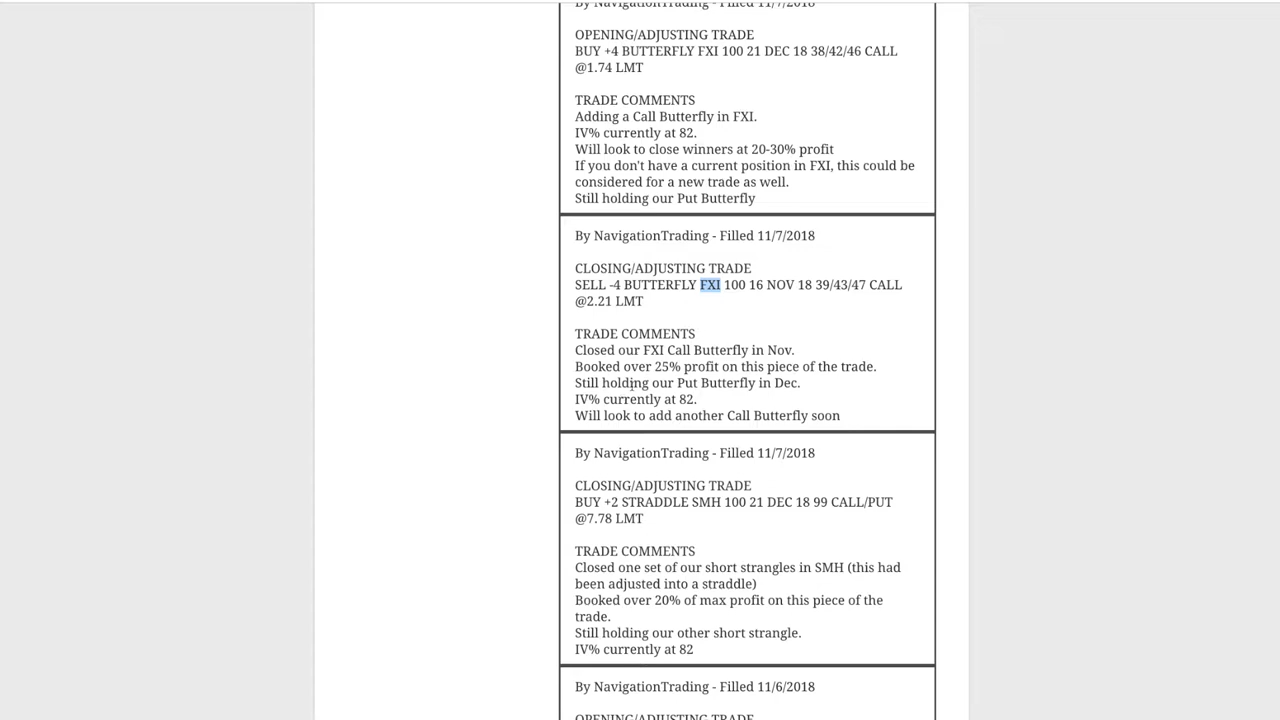 By NavigationTrading - Filled 11/7/2018
OPENING/ADJUSTING TRADE
BUY +4 BUTTERFLY FXI 100 21 DEC 18 38/42/46 CALL
@1.74 LMT
TRADE COMMENTS
Adding a Call Butterfly in FXI.
IV% currently at 82.
Will look to close winners at 20-30% profit
If you don't have a current position in FXI, this could be
considered for a new trade as well.
Still holding our Put Butterfly
By NavigationTrading - Filled 11/7/2018
CLOSING/ADJUSTING TRADE
SELL -4 BUTTERFLY FXI 100 16 NOV 18 39/43/47 CALL
@2.21 LMT
TRADE COMMENTS
Closed our FXI Call Butterfly in Nov.
Booked over 25% profit on this piece of the trade.
Still holding our Put Butterfly in Dec.
IV% currently at 82.
Will look to add another Call Butterfly soon
By NavigationTrading - Filled 11/7/2018
CLOSING/ADJUSTING TRADE
BUY +2 STRADDLE SMH 100 21 DEC 18 99 CALL/PUT
@7.78 LMT
TRADE COMMENTS
Closed one set of our short strangles in SMH (this had
been adjusted into a straddle)
Booked over 20% of max profit on this piece of the
trade.
Still holding our other short strangle.
IV% currently at 82
By NavigationTrading - Filled 11/6/2018
OPENING/ADJUSTING TRADE